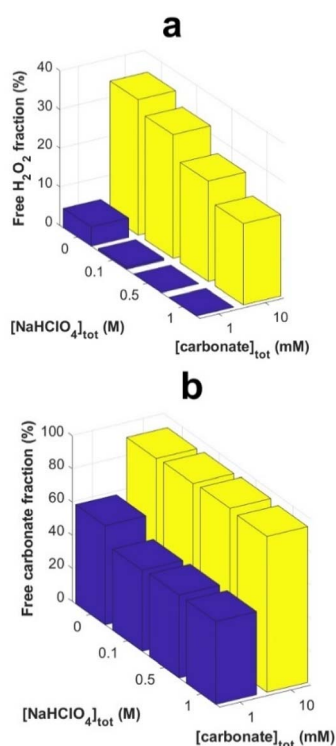 a
Free H2O2 fraction (%)
40
30
20
10
0
0
0.1
0.5
1
[NaHClO4]tot (M)
1
10
[carbonate]tot (mM)
b
Free carbonate fraction (%)
100
80
60
40
20
0
0
0.1
0.5
1
[NaHClO4]tot (M)
1
10
[carbonate]tot (mM)